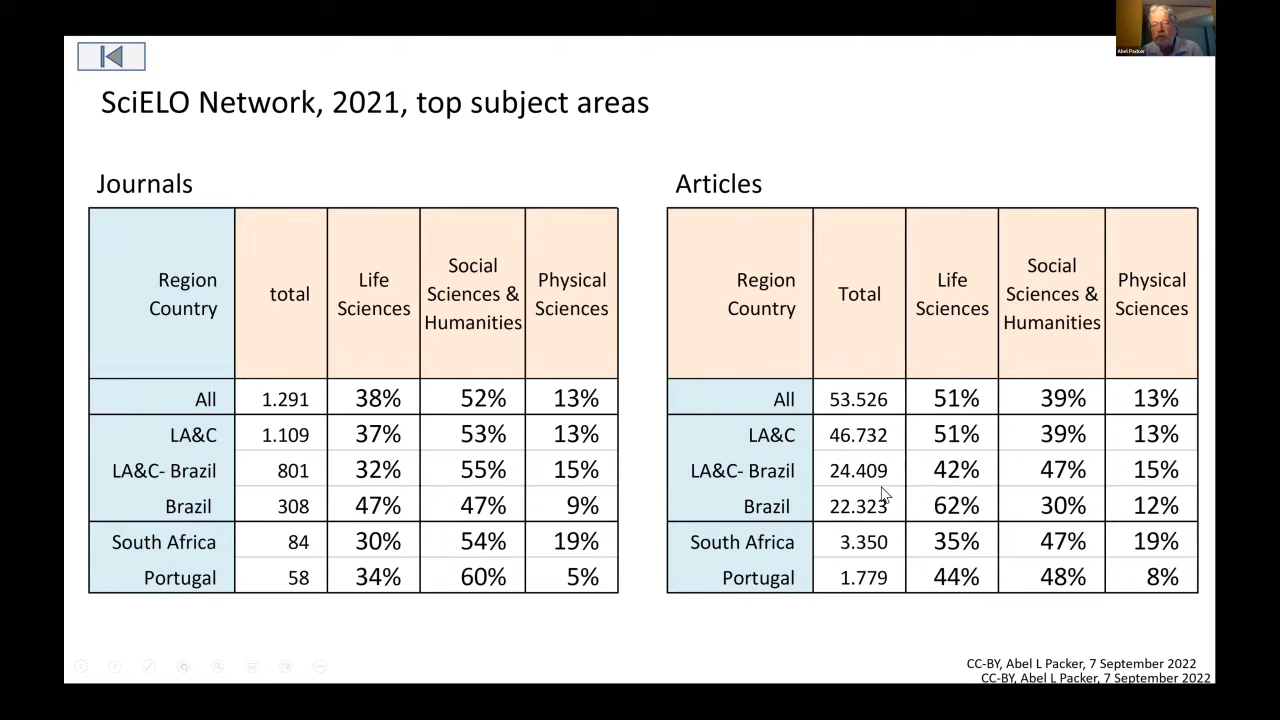 Abel Packer
SciELO Network, 2021, top subject areas
Journals
Region Country total Life Sciences Social Sciences & Humanities Physical Sciences
All 1.291 38% 52% 13%
LA&C 1.109 37% 53% 13%
LA&C- Brazil 801 32% 55% 15%
Brazil 308 47% 47% 9%
South Africa 84 30% 54% 19%
Portugal 58 34% 60% 5%
Articles
Region Country Total Life Sciences Social Sciences & Humanities Physical Sciences
All 53.526 51% 39% 13%
LA&C 46.732 51% 39% 13%
LA&C- Brazil 24.409 42% 47% 15%
Brazil 22.323 62% 30% 12%
South Africa 3.350 35% 47% 19%
Portugal 1.779 44% 48% 8%
CC-BY, Abel L Packer, 7 September 2022
CC-BY, Abel L Packer, 7 September 2022